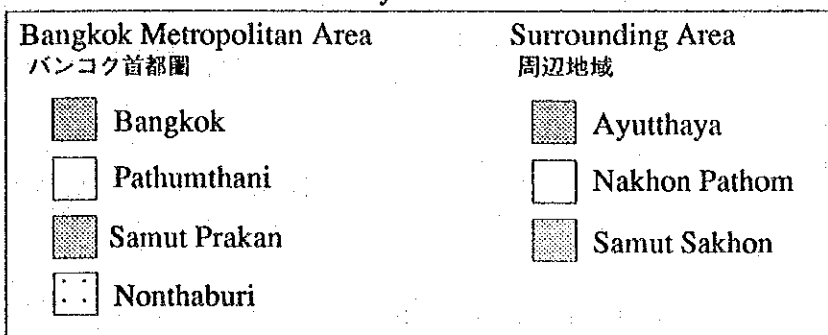 Bangkok Metropolitan Area
バンコク首都圏
Bangkok
Pathumthani
Samut Prakan
Nonthaburi
Surrounding Area
周辺地域
Ayutthaya
Nakhon Pathom
Samut Sakhon